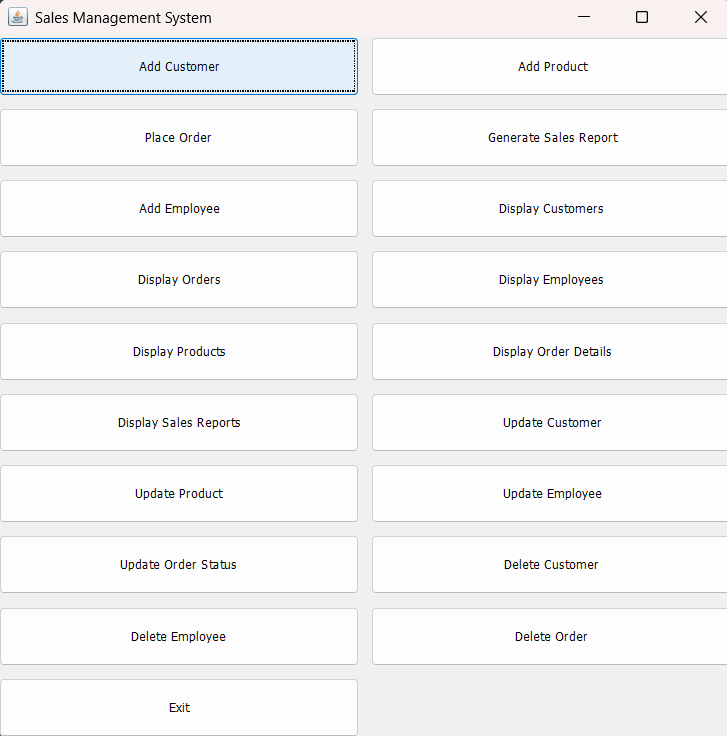 Sales Management System
Add Customer
Add Product
Place Order
Generate Sales Report
Add Employee
Display Customers
Display Orders
Display Employees
Display Products
Display Order Details
Display Sales Reports
Update Customer
Update Product
Update Employee
Update Order Status
Delete Customer
Delete Employee
Delete Order
Exit